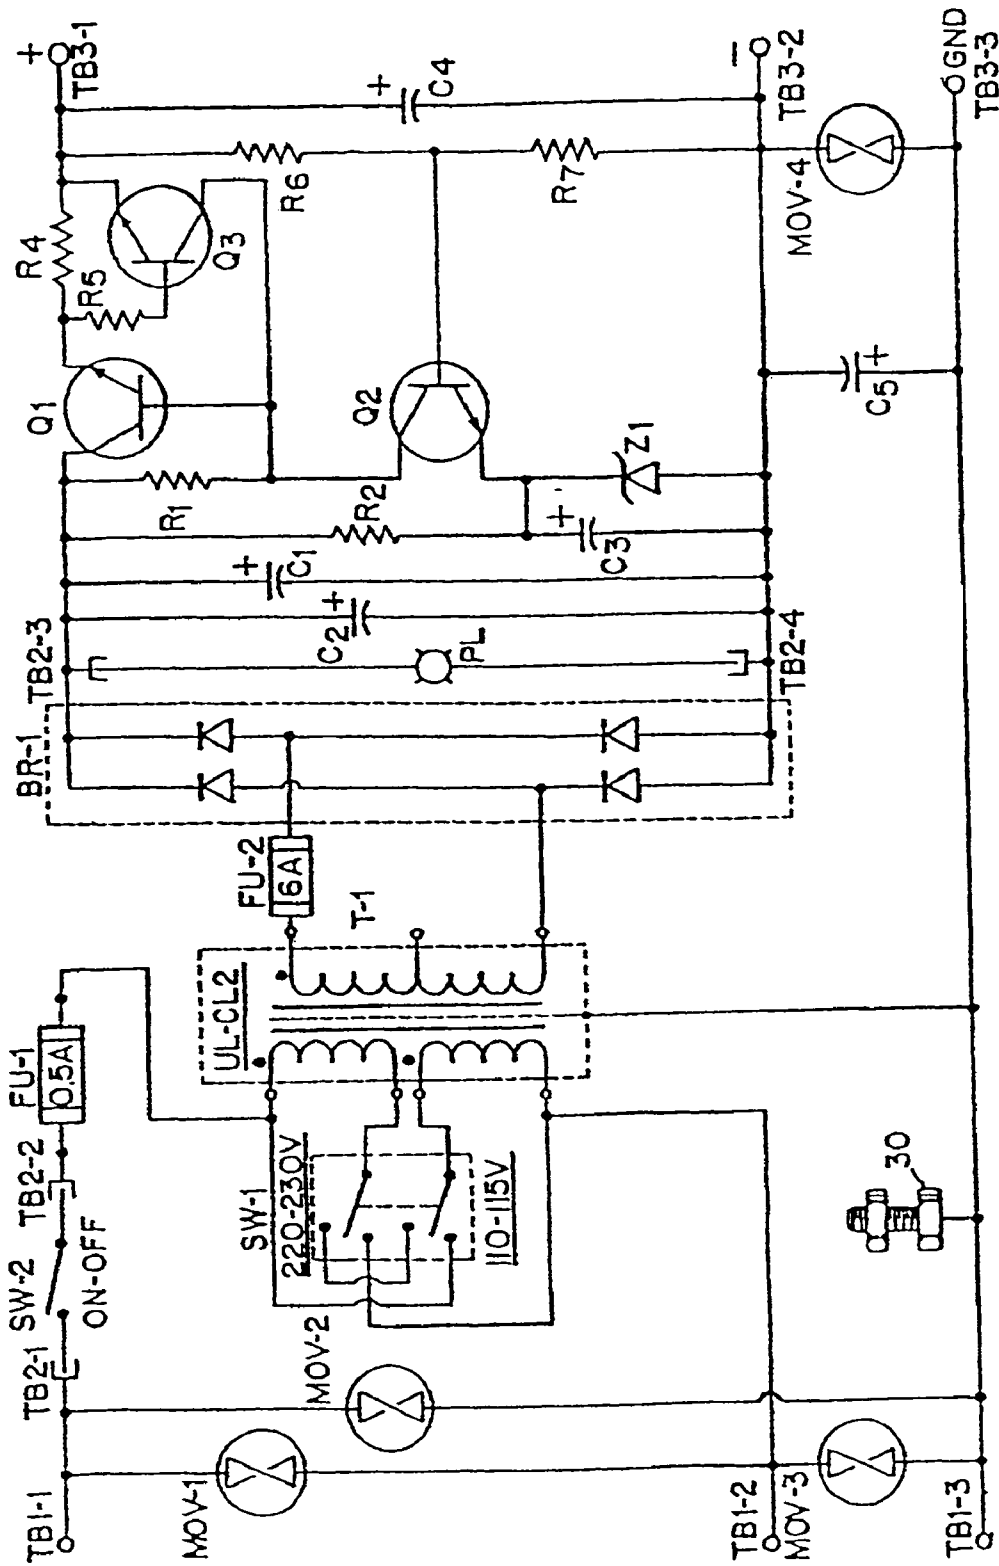 TB1-1
TB2-1
SW-2
ON-OFF
TB2-2
FU-1
0.5A
MOV-1
MOV-2
SW-1
220-230V
110-115V
UL-CL2
T-1
FU-2
6A
BR-1
TB2-3
TB2-4
PL
C2
+
C1
+
R1
R2
C3
+
Z1
Q1
Q2
R4
R5
Q3
R6
R7
C4
+
+
TB3-1
−
TB3-2
MOV-4
C5
+
GND
TB3-3
TB1-2
MOV-3
TB1-3
30